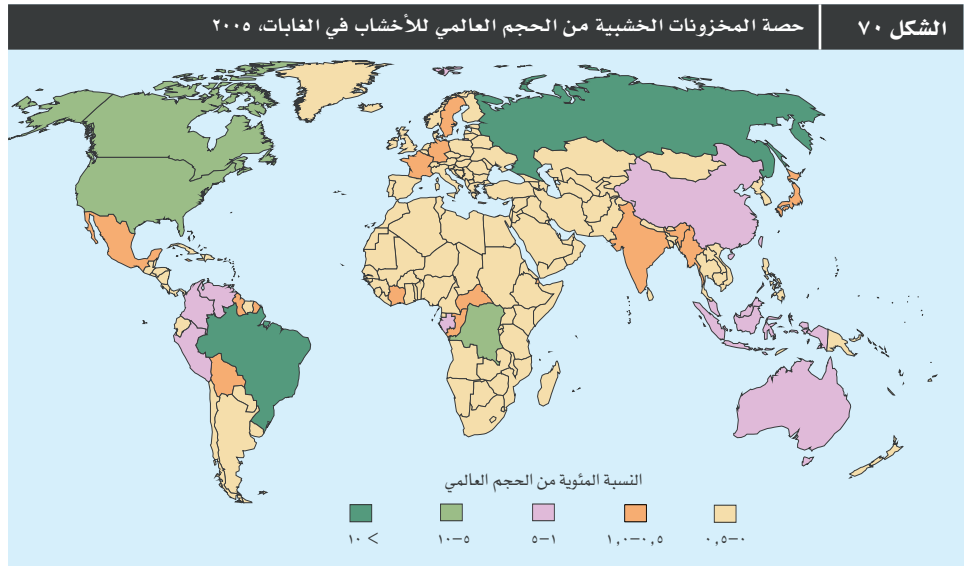 الشكل ٧٠
حصة المخزونات الخشبية من الحجم العالمي للأخشاب في الغابات، ٢٠٠٥
النسبة المئوية من الحجم العالمي
٠–٠,٥
٠,٥–١,٠
١–٥
٥–١٠
> ١٠